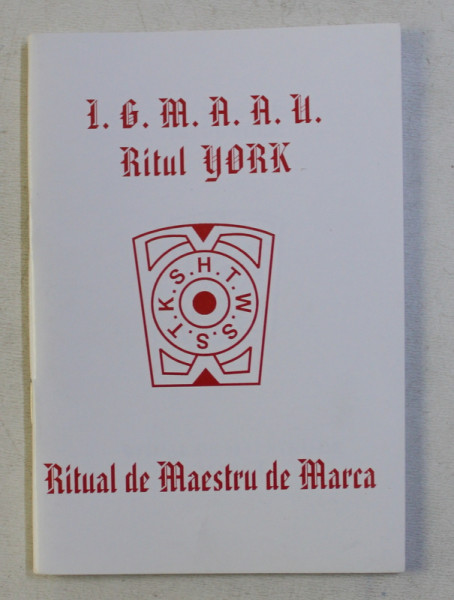 I. G. M. A. A. U.
Ritul YORK
H.T.W.S.S.T.K.S.
Ritual de Maestru de Marca